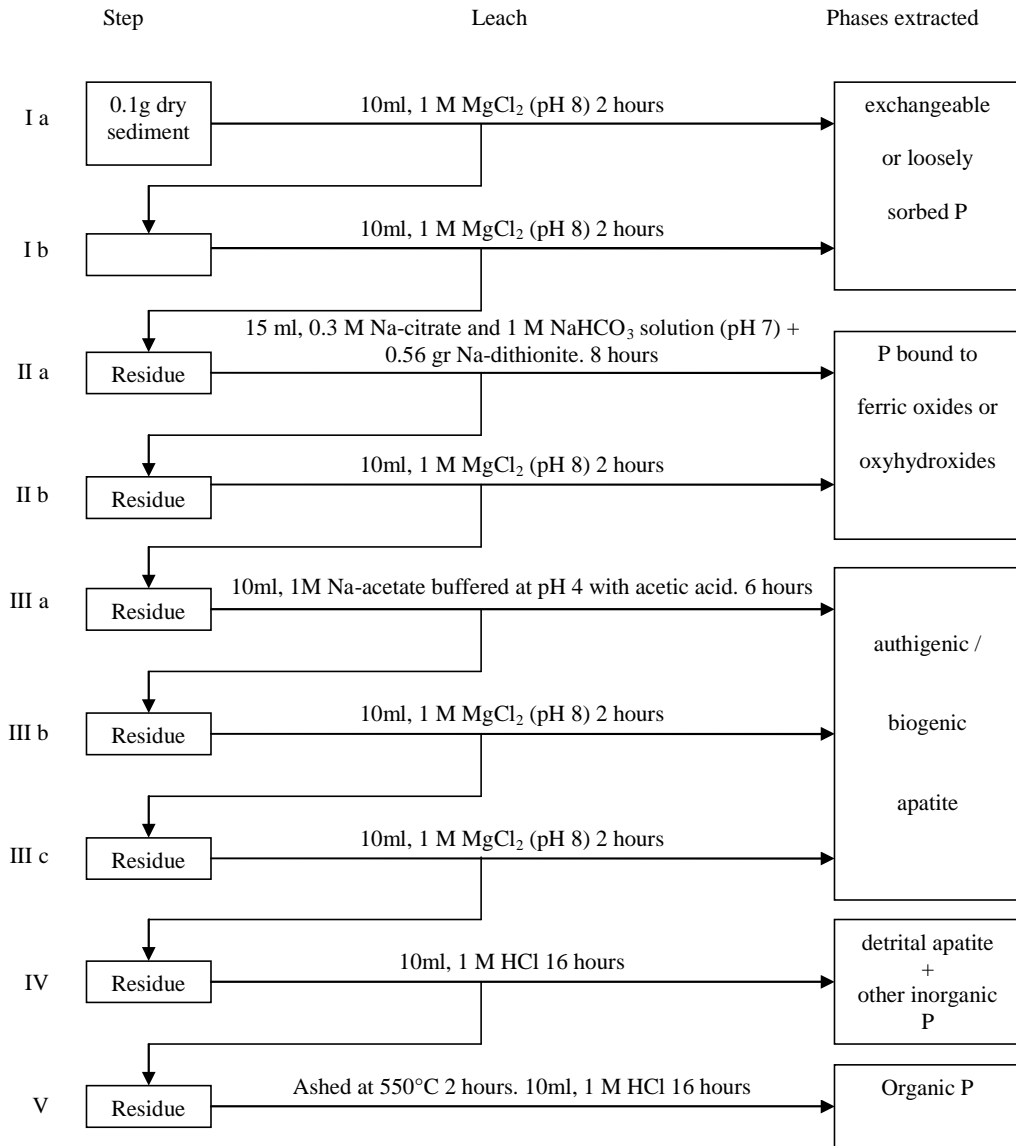 Step Leach Phases extracted
I a
0.1g dry
sediment
10ml, 1 M MgCl₂ (pH 8) 2 hours
exchangeable
or loosely
sorbed P
I b
10ml, 1 M MgCl₂ (pH 8) 2 hours
15 ml, 0.3 M Na-citrate and 1 M NaHCO₃ solution (pH 7) +
0.56 gr Na-dithionite. 8 hours
II a
Residue
P bound to
ferric oxides or
oxyhydroxides
II b
Residue
10ml, 1 M MgCl₂ (pH 8) 2 hours
III a
Residue
10ml, 1M Na-acetate buffered at pH 4 with acetic acid. 6 hours
authigenic /
biogenic
apatite
III b
Residue
10ml, 1 M MgCl₂ (pH 8) 2 hours
III c
Residue
10ml, 1 M MgCl₂ (pH 8) 2 hours
IV
Residue
10ml, 1 M HCl 16 hours
detrital apatite
+
other inorganic
P
V
Residue
Ashed at 550°C 2 hours. 10ml, 1 M HCl 16 hours
Organic P